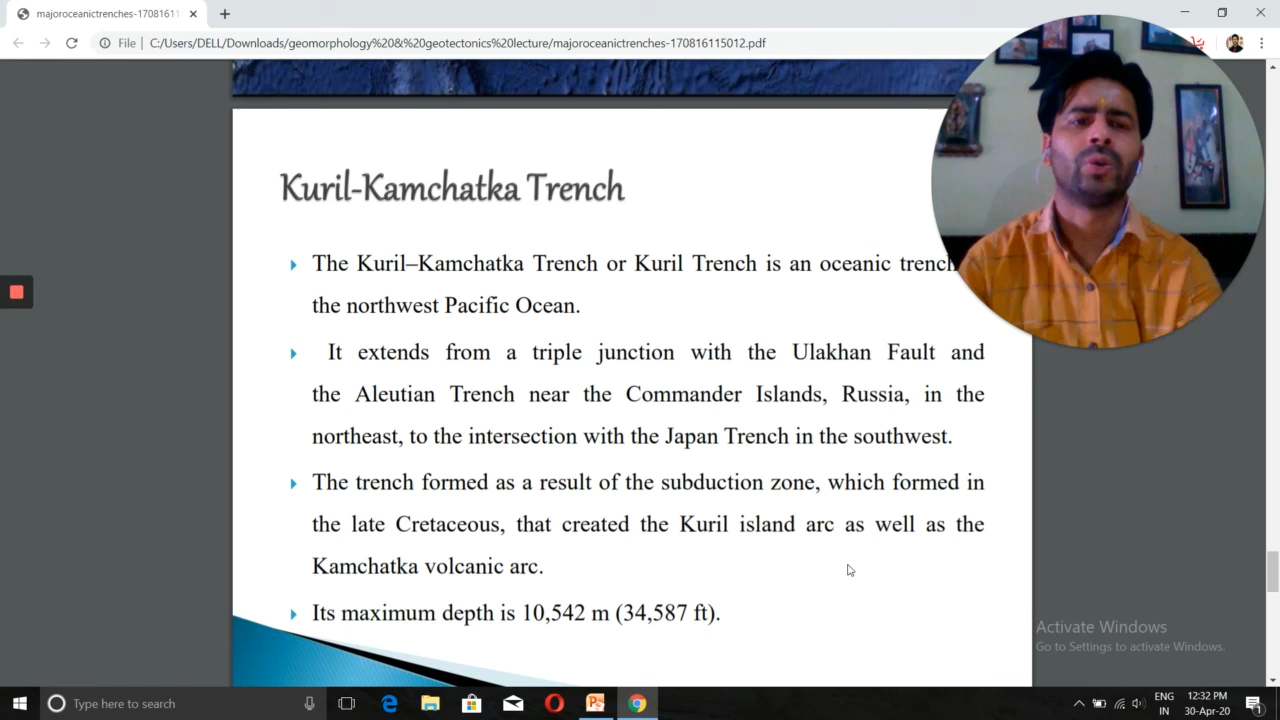 majoroceanictrenches-17081611
File
C:/Users/DELL/Downloads/geomorphology%20&%20geotectonics%20lecture/majoroceanictrenches-170816115012.pdf
Kuril-Kamchatka Trench
The Kuril–Kamchatka Trench or Kuril Trench is an oceanic trench
the northwest Pacific Ocean.
It extends from a triple junction with the Ulakhan Fault and
the Aleutian Trench near the Commander Islands, Russia, in the
northeast, to the intersection with the Japan Trench in the southwest.
The trench formed as a result of the subduction zone, which formed in
the late Cretaceous, that created the Kuril island arc as well as the
Kamchatka volcanic arc.
Its maximum depth is 10,542 m (34,587 ft).
Activate Windows
Go to Settings to activate Windows.
Type here to search
ENG
IN
12:32 PM
30-Apr-20
1